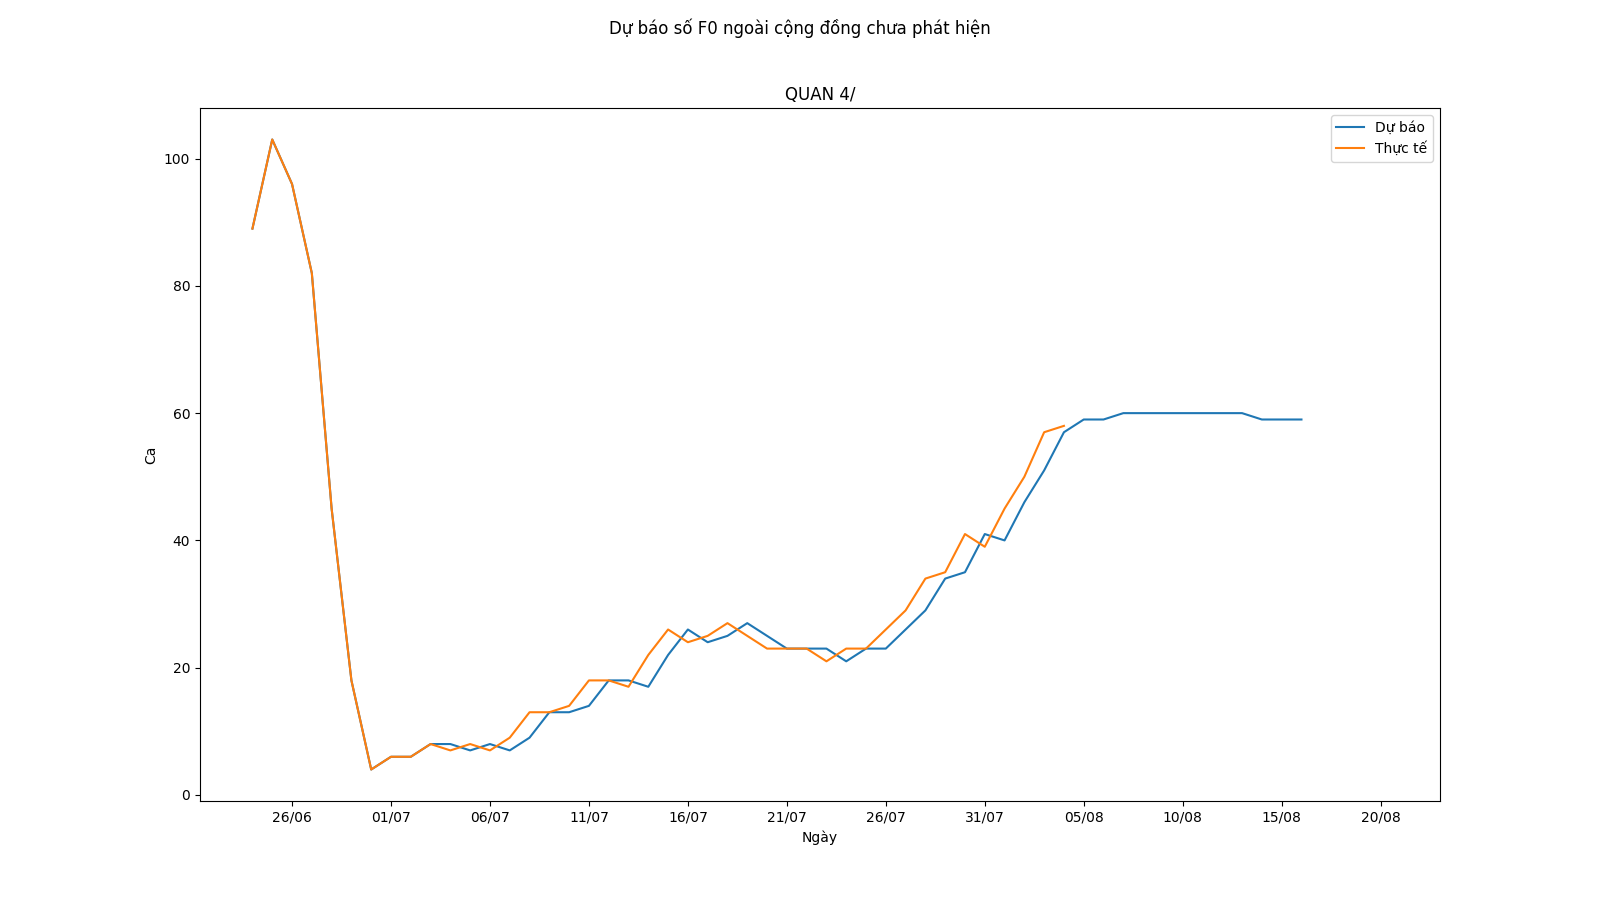 Dự báo số F0 ngoài cộng đồng chưa phát hiện
QUAN 4/
Dự báo
Thực tế
100
80
60
40
20
0
Ca
26/06 01/07 06/07 11/07 16/07 21/07 26/07 31/07 05/08 10/08 15/08 20/08
Ngày